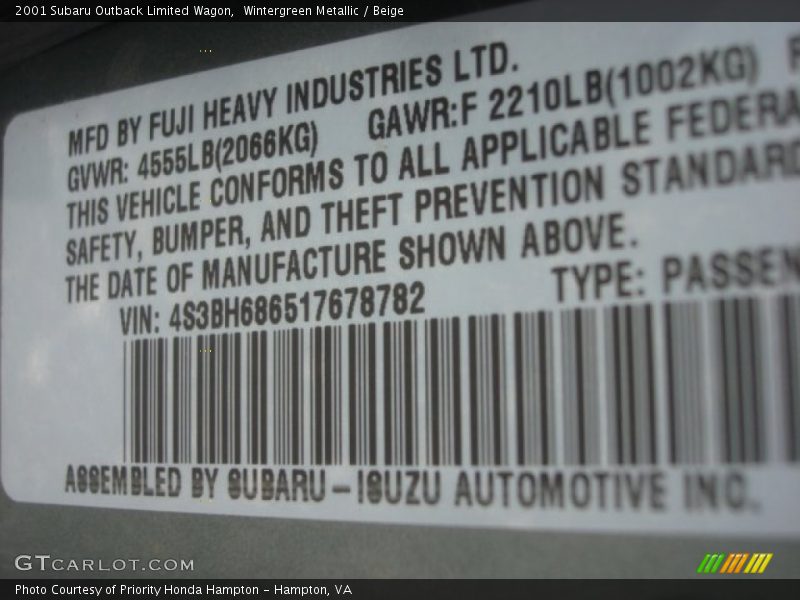 2001 Subaru Outback Limited Wagon, Wintergreen Metallic / Beige
MFD BY FUJI HEAVY INDUSTRIES LTD.
GVWR: 4555LB(2066KG) GAWR:F 2210LB(1002KG)
THIS VEHICLE CONFORMS TO ALL APPLICABLE FEDERA
SAFETY, BUMPER, AND THEFT PREVENTION STANDARD
THE DATE OF MANUFACTURE SHOWN ABOVE.
VIN: 4S3BH686517678782 TYPE: PASSEN
ASSEMBLED BY SUBARU-ISUZU AUTOMOTIVE INC.
GTCARLOT.COM
Photo Courtesy of Priority Honda Hampton - Hampton, VA